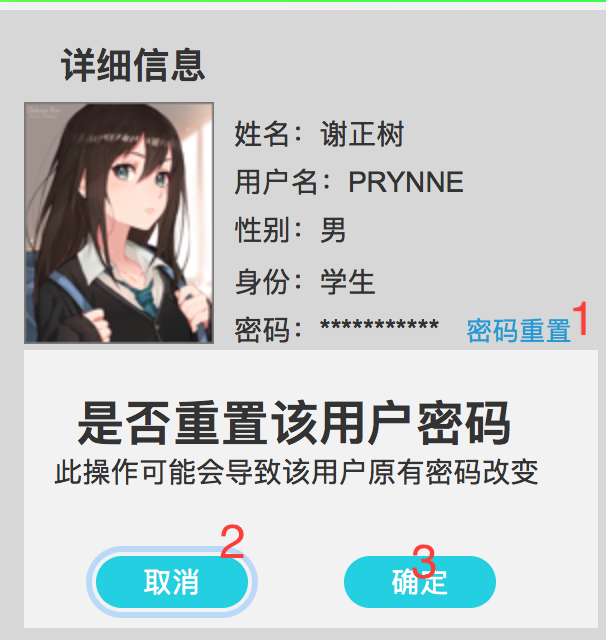 详细信息
姓名：谢正树
用户名：PRYNNE
性别：男
身份：学生
密码：*********** 密码重置 1
是否重置该用户密码
此操作可能会导致该用户原有密码改变
2 3
取消 确定